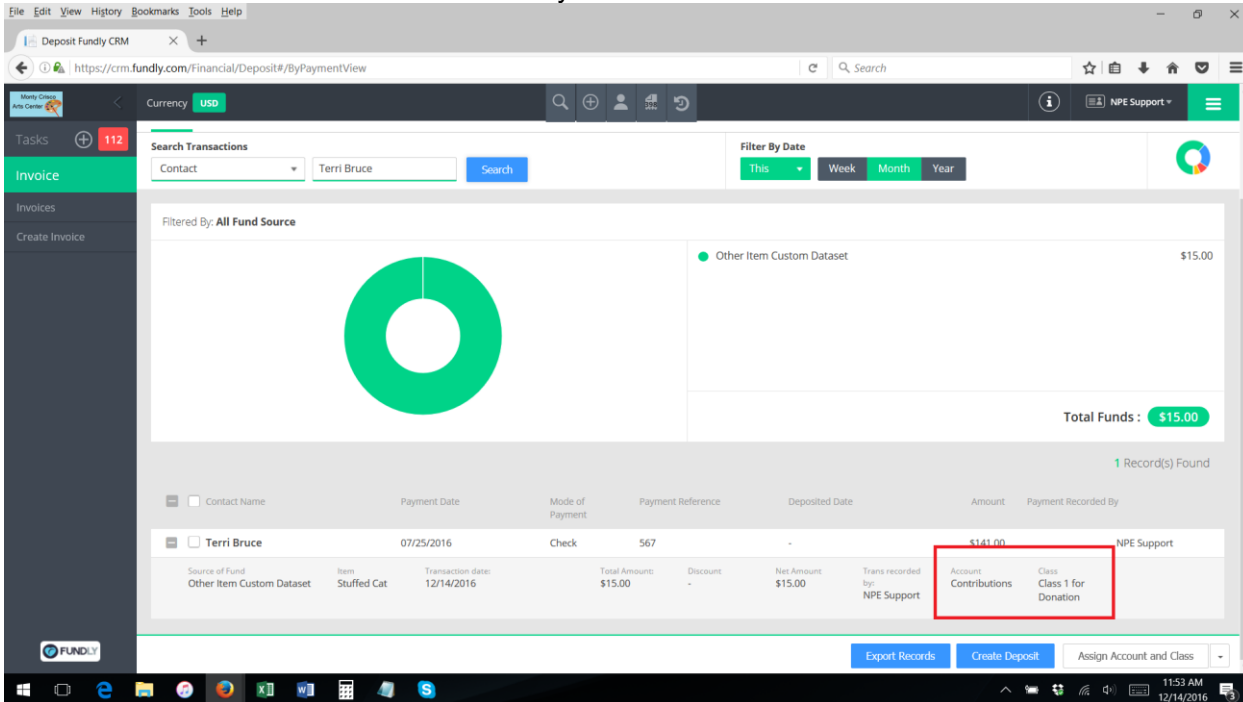 File Edit View History Bookmarks Tools Help
Deposit Fundly CRM
https://crm.fundly.com/Financial/Deposit#/ByPaymentView
Search
Monty Crisco
Arts Center
Currency USD
NPE Support
Tasks 112
Search Transactions
Filter By Date
Invoice
Contact Terri Bruce Search
This Week Month Year
Invoices
Create Invoice
Filtered By: All Fund Source
Other Item Custom Dataset $15.00
Total Funds : $15.00
1 Record(s) Found
Contact Name Payment Date Mode of Payment Payment Reference Deposited Date Amount Payment Recorded By
Terri Bruce 07/25/2016 Check 567 - $141.00 NPE Support
Source of Fund Item Transaction date: Total Amount: Discount Net Amount Trans recorded by: Account Class
Other Item Custom Dataset Stuffed Cat 12/14/2016 $15.00 - $15.00 NPE Support Contributions Class 1 for Donation
FUNDLY
Export Records Create Deposit Assign Account and Class
11:53 AM
12/14/2016
3